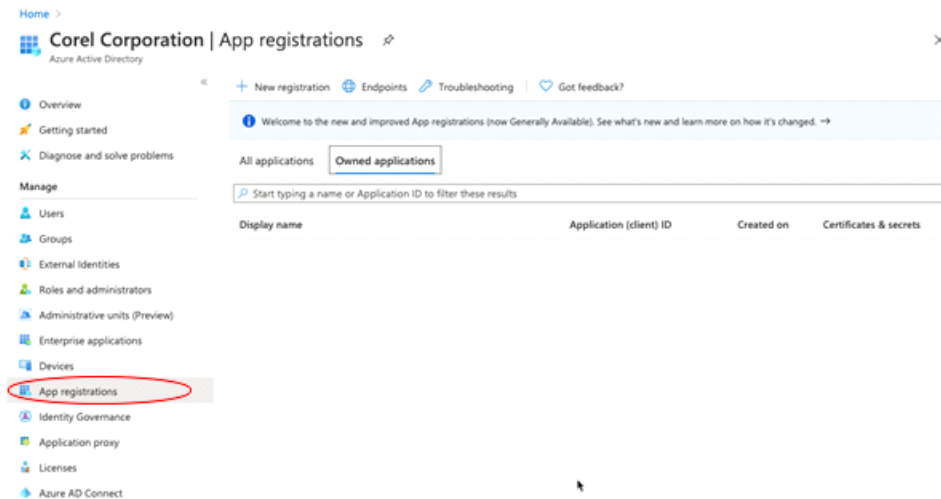 Home >
Corel Corporation | App registrations
Azure Active Directory
«
Overview
Getting started
Diagnose and solve problems
Manage
Users
Groups
External Identities
Roles and administrators
Administrative units (Preview)
Enterprise applications
Devices
App registrations
Identity Governance
Application proxy
Licenses
Azure AD Connect
+ New registration Endpoints Troubleshooting Got feedback?
Welcome to the new and improved App registrations (now Generally Available). See what's new and learn more on how it's changed. →
All applications Owned applications
Start typing a name or Application ID to filter these results
Display name Application (client) ID Created on Certificates & secrets